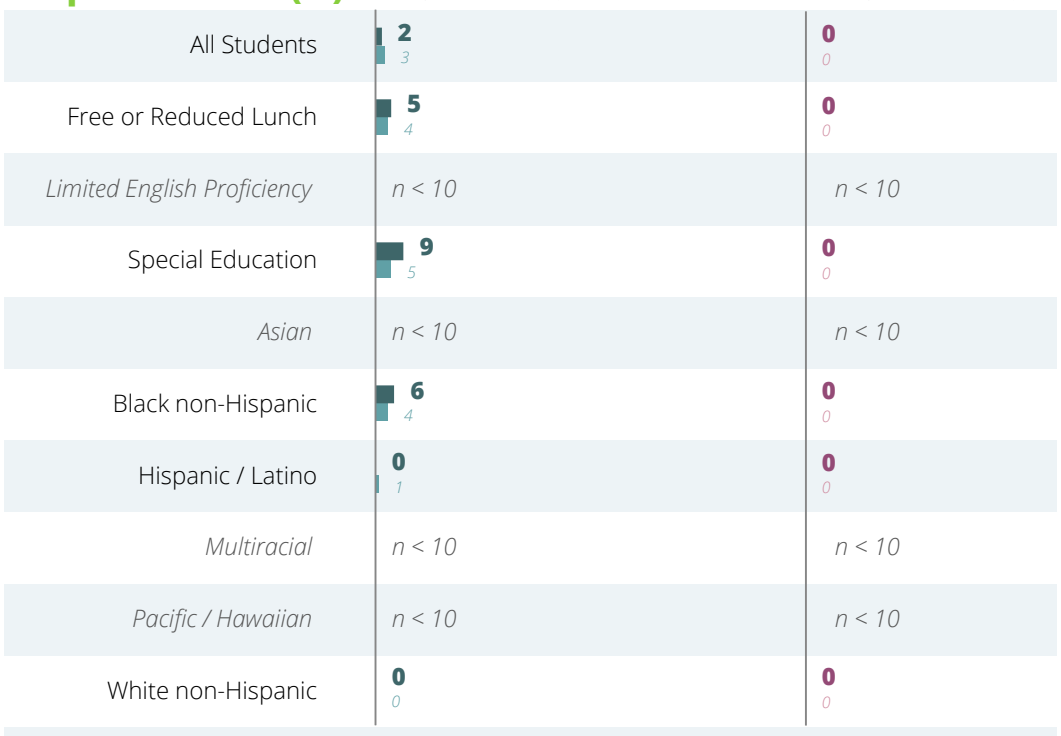 All Students 2 0
3 0
Free or Reduced Lunch 5 0
4 0
Limited English Proficiency n < 10 n < 10
Special Education 9 0
5 0
Asian n < 10 n < 10
Black non-Hispanic 6 0
4 0
Hispanic / Latino 0 0
1 0
Multiracial n < 10 n < 10
Pacific / Hawaiian n < 10 n < 10
White non-Hispanic 0 0
0 0